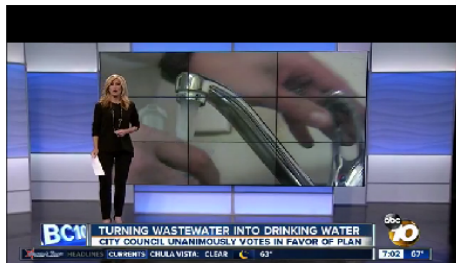 BC10
TURNING WASTEWATER INTO DRINKING WATER
CITY COUNCIL UNANIMOUSLY VOTES IN FAVOR OF PLAN
abc
10
HEADLINES CURRENTS CHULA VISTA: CLEAR 63° 7:02 67°